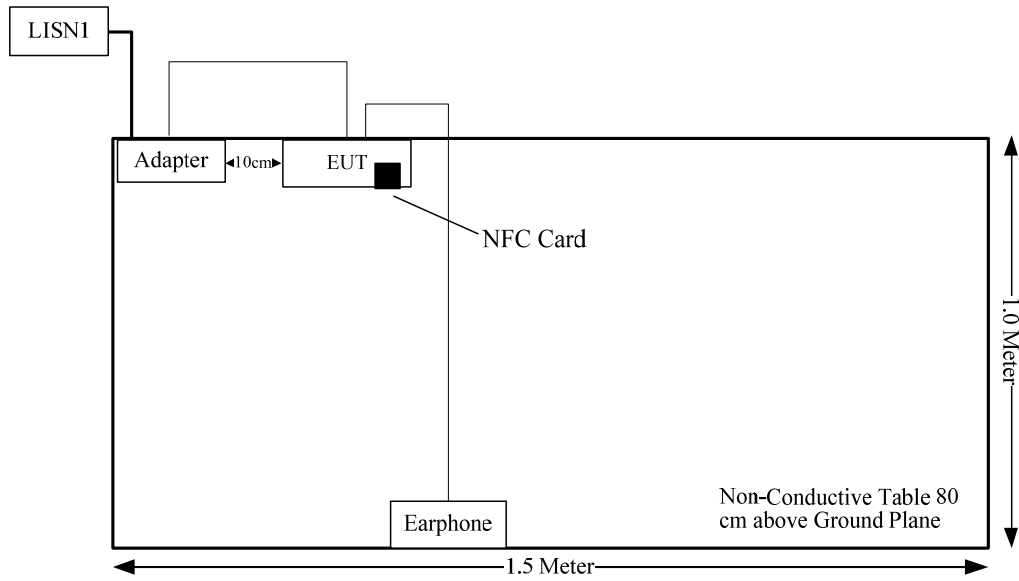 LISN1
Adapter
10cm
EUT
NFC Card
1.0 Meter
Non-Conductive Table 80
cm above Ground Plane
Earphone
1.5 Meter